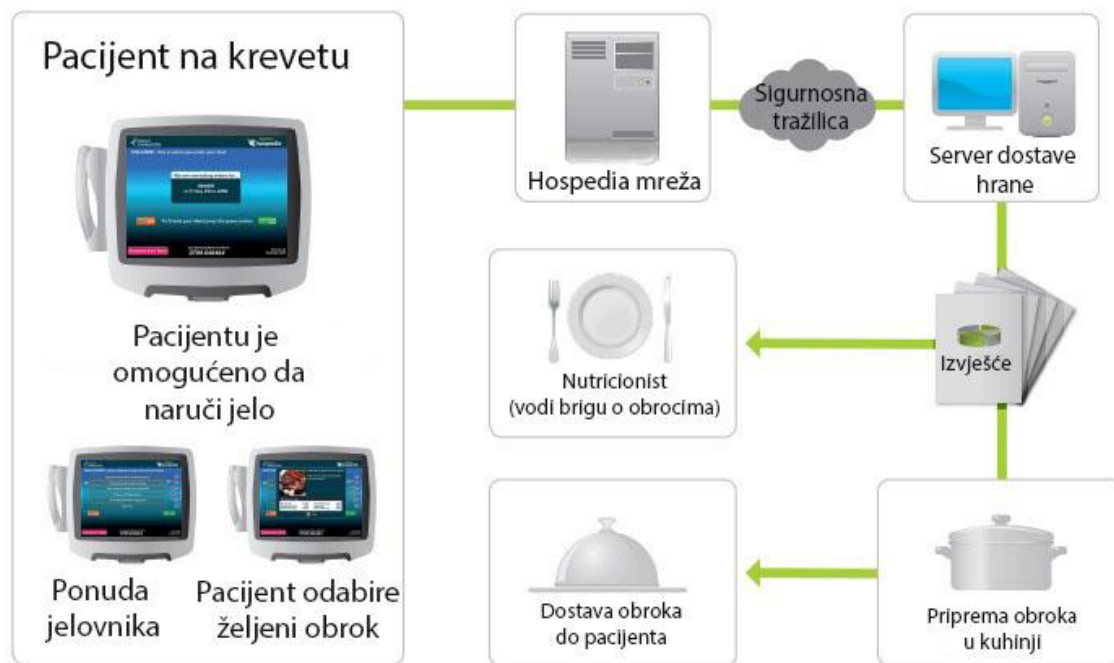 Pacijent na krevetu
Pacijentu je
omogućeno da
naruči jelo
Ponuda
jelovnika
Pacijent odabire
željeni obrok
Hospedia mreža
Sigurnosna
tražilica
Server dostave
hrane
Izvješće
Nutricionist
(vodi brigu o obrocima)
Priprema obroka
u kuhinji
Dostava obroka
do pacijenta